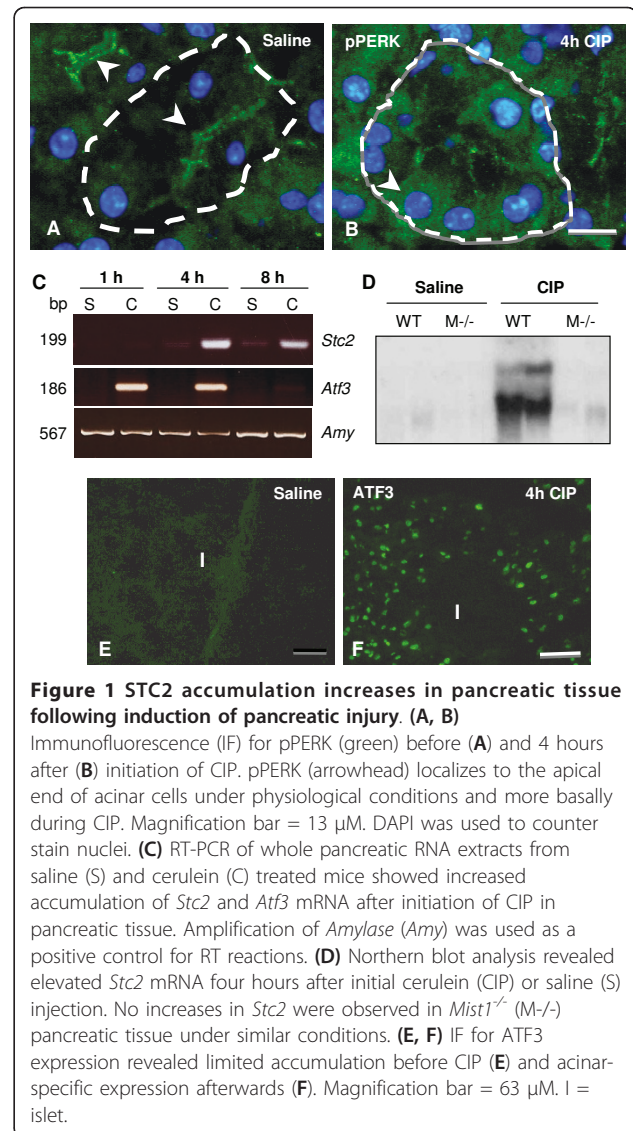 Saline
A
pPERK
4h CIP
B
C
1 h
4 h
8 h
bp
S
C
S
C
S
C
199
Stc2
186
Atf3
567
Amy
D
Saline
CIP
WT
M-/-
WT
M-/-
Saline
I
E
ATF3
4h CIP
I
F
Figure 1 STC2 accumulation increases in pancreatic tissue
following induction of pancreatic injury. (A, B)
Immunofluorescence (IF) for pPERK (green) before (A) and 4 hours
after (B) initiation of CIP. pPERK (arrowhead) localizes to the apical
end of acinar cells under physiological conditions and more basally
during CIP. Magnification bar = 13 μM. DAPI was used to counter
stain nuclei. (C) RT-PCR of whole pancreatic RNA extracts from
saline (S) and cerulein (C) treated mice showed increased
accumulation of Stc2 and Atf3 mRNA after initiation of CIP in
pancreatic tissue. Amplification of Amylase (Amy) was used as a
positive control for RT reactions. (D) Northern blot analysis revealed
elevated Stc2 mRNA four hours after initial cerulein (CIP) or saline (S)
injection. No increases in Stc2 were observed in Mist1-/- (M-/-)
pancreatic tissue under similar conditions. (E, F) IF for ATF3
expression revealed limited accumulation before CIP (E) and acinar-
specific expression afterwards (F). Magnification bar = 63 μM. I =
islet.